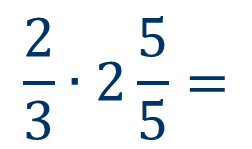 2/3 · 2 5/5 =